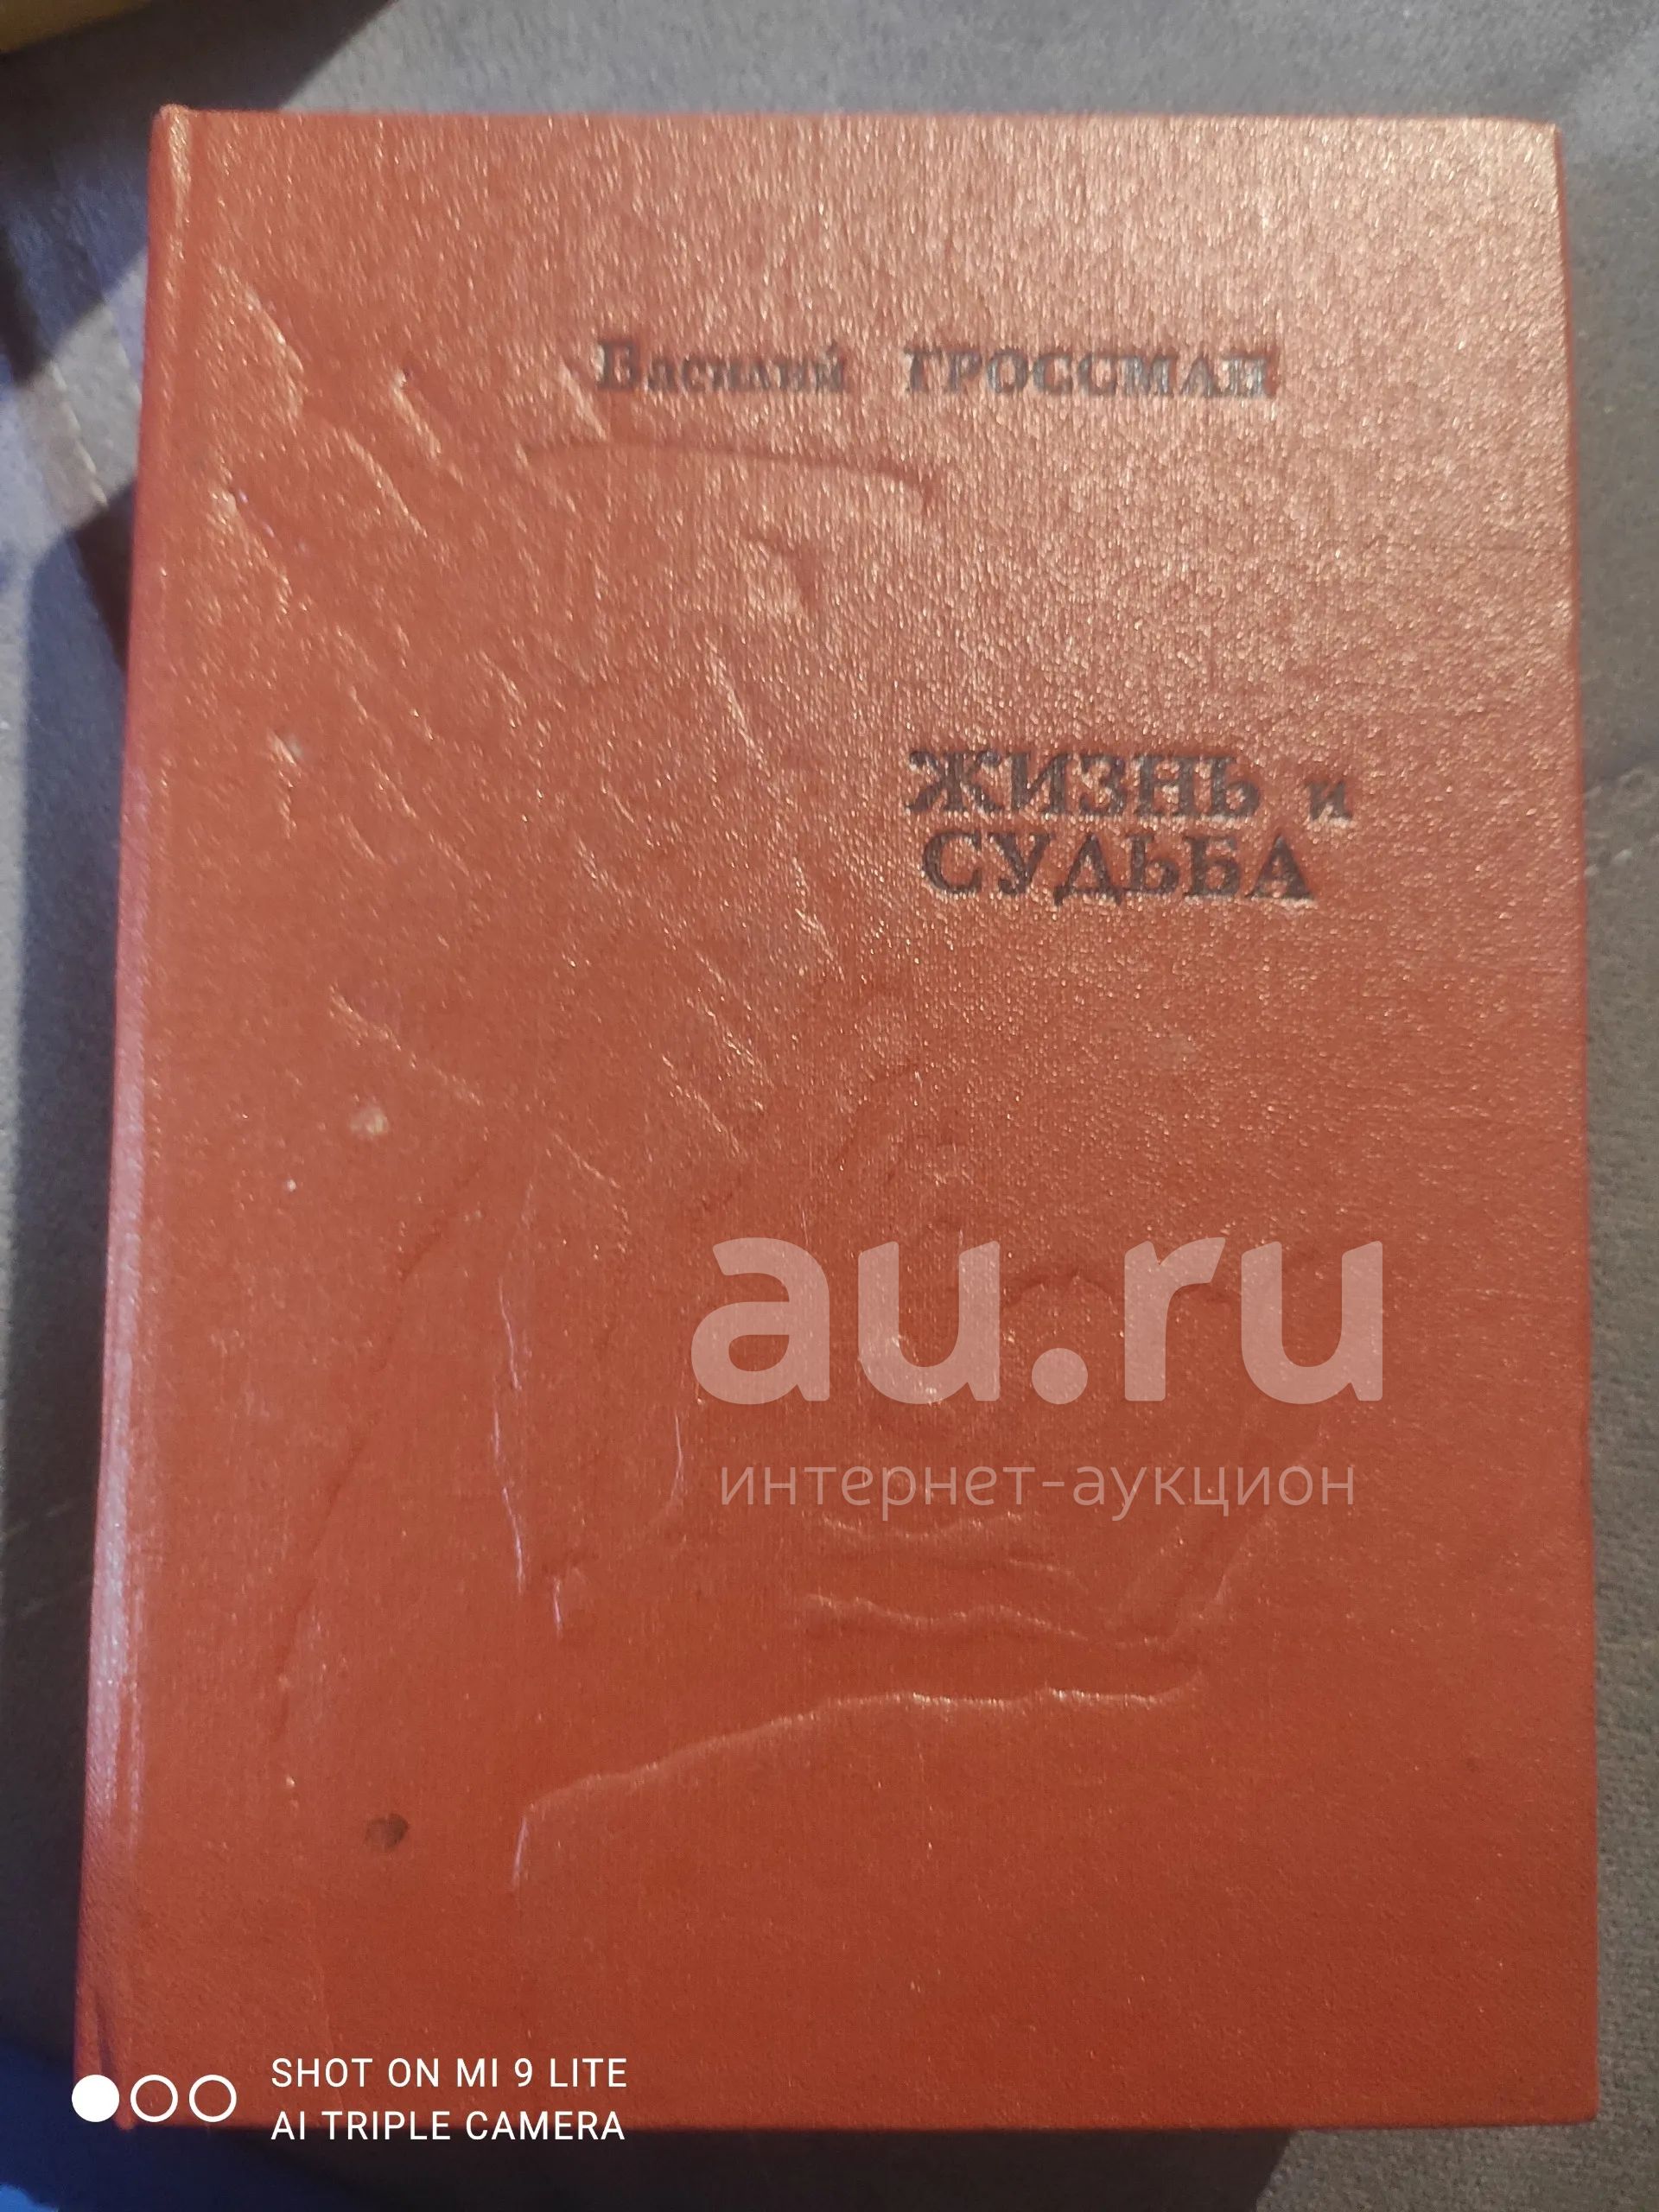 Василий ГРОССМАН
ЖИЗНЬ и
СУДЬБА
au.ru
интернет-аукцион
SHOT ON MI 9 LITE
AI TRIPLE CAMERA